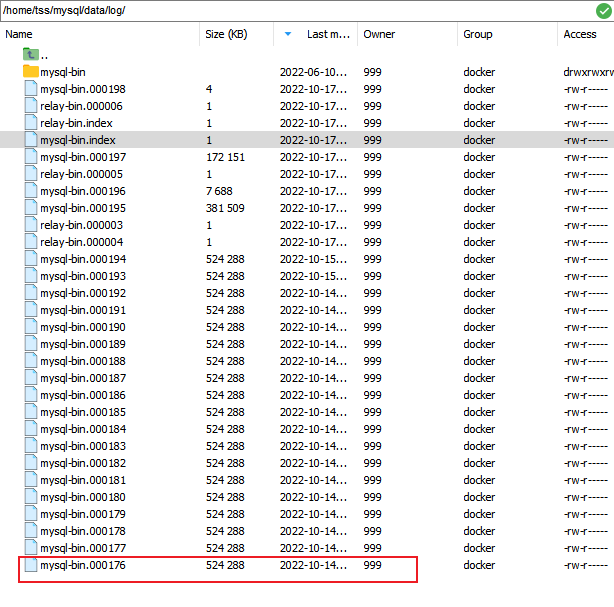 /home/tss/mysql/data/log/
Name Size (KB) Last m... Owner Group Access
..
mysql-bin 2022-06-10... 999 docker drwxrwxr
mysql-bin.000198 4 2022-10-17... 999 docker -rw-r-----
relay-bin.000006 1 2022-10-17... 999 docker -rw-r-----
relay-bin.index 1 2022-10-17... 999 docker -rw-r-----
mysql-bin.index 1 2022-10-17... 999 docker -rw-r-----
mysql-bin.000197 172 151 2022-10-17... 999 docker -rw-r-----
relay-bin.000005 1 2022-10-17... 999 docker -rw-r-----
mysql-bin.000196 7 688 2022-10-17... 999 docker -rw-r-----
mysql-bin.000195 381 509 2022-10-17... 999 docker -rw-r-----
relay-bin.000003 1 2022-10-17... 999 docker -rw-r-----
relay-bin.000004 1 2022-10-17... 999 docker -rw-r-----
mysql-bin.000194 524 288 2022-10-15... 999 docker -rw-r-----
mysql-bin.000193 524 288 2022-10-15... 999 docker -rw-r-----
mysql-bin.000192 524 288 2022-10-14... 999 docker -rw-r-----
mysql-bin.000191 524 288 2022-10-14... 999 docker -rw-r-----
mysql-bin.000190 524 288 2022-10-14... 999 docker -rw-r-----
mysql-bin.000189 524 288 2022-10-14... 999 docker -rw-r-----
mysql-bin.000188 524 288 2022-10-14... 999 docker -rw-r-----
mysql-bin.000187 524 288 2022-10-14... 999 docker -rw-r-----
mysql-bin.000186 524 288 2022-10-14... 999 docker -rw-r-----
mysql-bin.000185 524 288 2022-10-14... 999 docker -rw-r-----
mysql-bin.000184 524 288 2022-10-14... 999 docker -rw-r-----
mysql-bin.000183 524 288 2022-10-14... 999 docker -rw-r-----
mysql-bin.000182 524 288 2022-10-14... 999 docker -rw-r-----
mysql-bin.000181 524 288 2022-10-14... 999 docker -rw-r-----
mysql-bin.000180 524 288 2022-10-14... 999 docker -rw-r-----
mysql-bin.000179 524 288 2022-10-14... 999 docker -rw-r-----
mysql-bin.000178 524 288 2022-10-14... 999 docker -rw-r-----
mysql-bin.000177 524 288 2022-10-14... 999 docker -rw-r-----
mysql-bin.000176 524 288 2022-10-14... 999 docker -rw-r-----